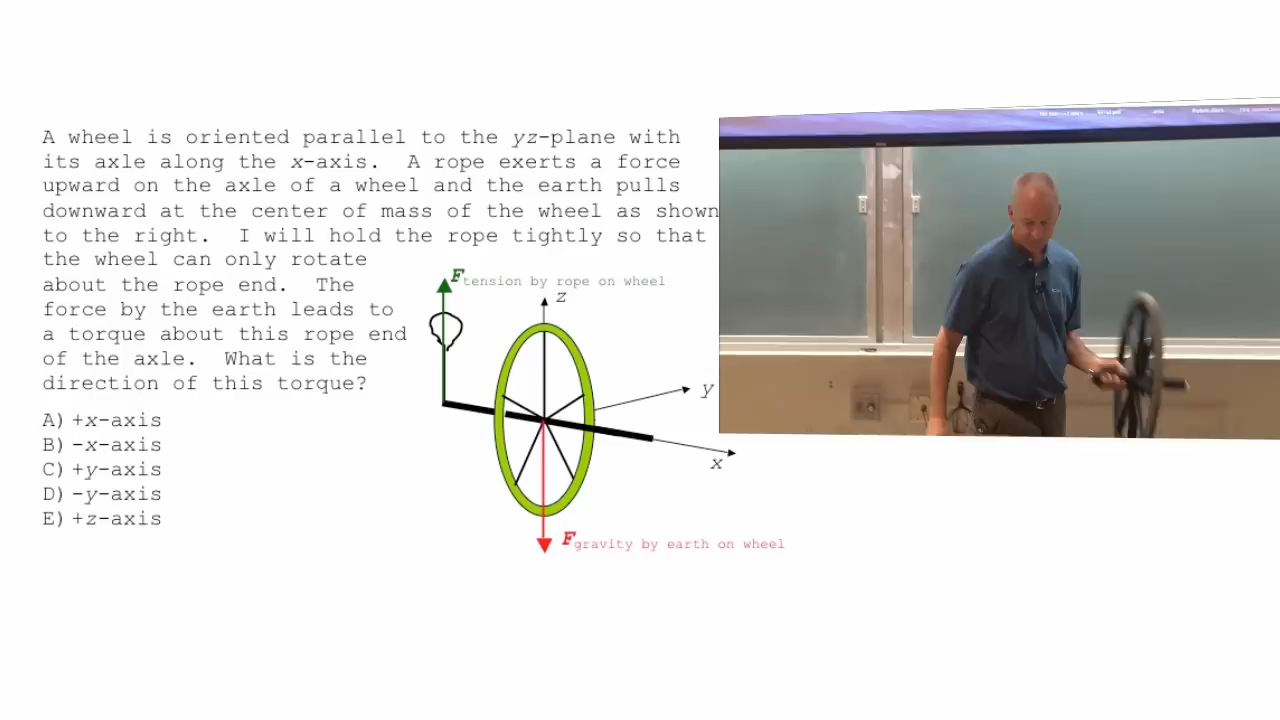 A wheel is oriented parallel to the yz-plane with
its axle along the x-axis. A rope exerts a force
upward on the axle of a wheel and the earth pulls
downward at the center of mass of the wheel as shown
to the right. I will hold the rope tightly so that
the wheel can only rotate
about the rope end. The
force by the earth leads to
a torque about this rope end
of the axle. What is the
direction of this torque?
A) +x-axis
B) -x-axis
C) +y-axis
D) -y-axis
E) +z-axis
F tension by rope on wheel
z
y
x
F gravity by earth on wheel